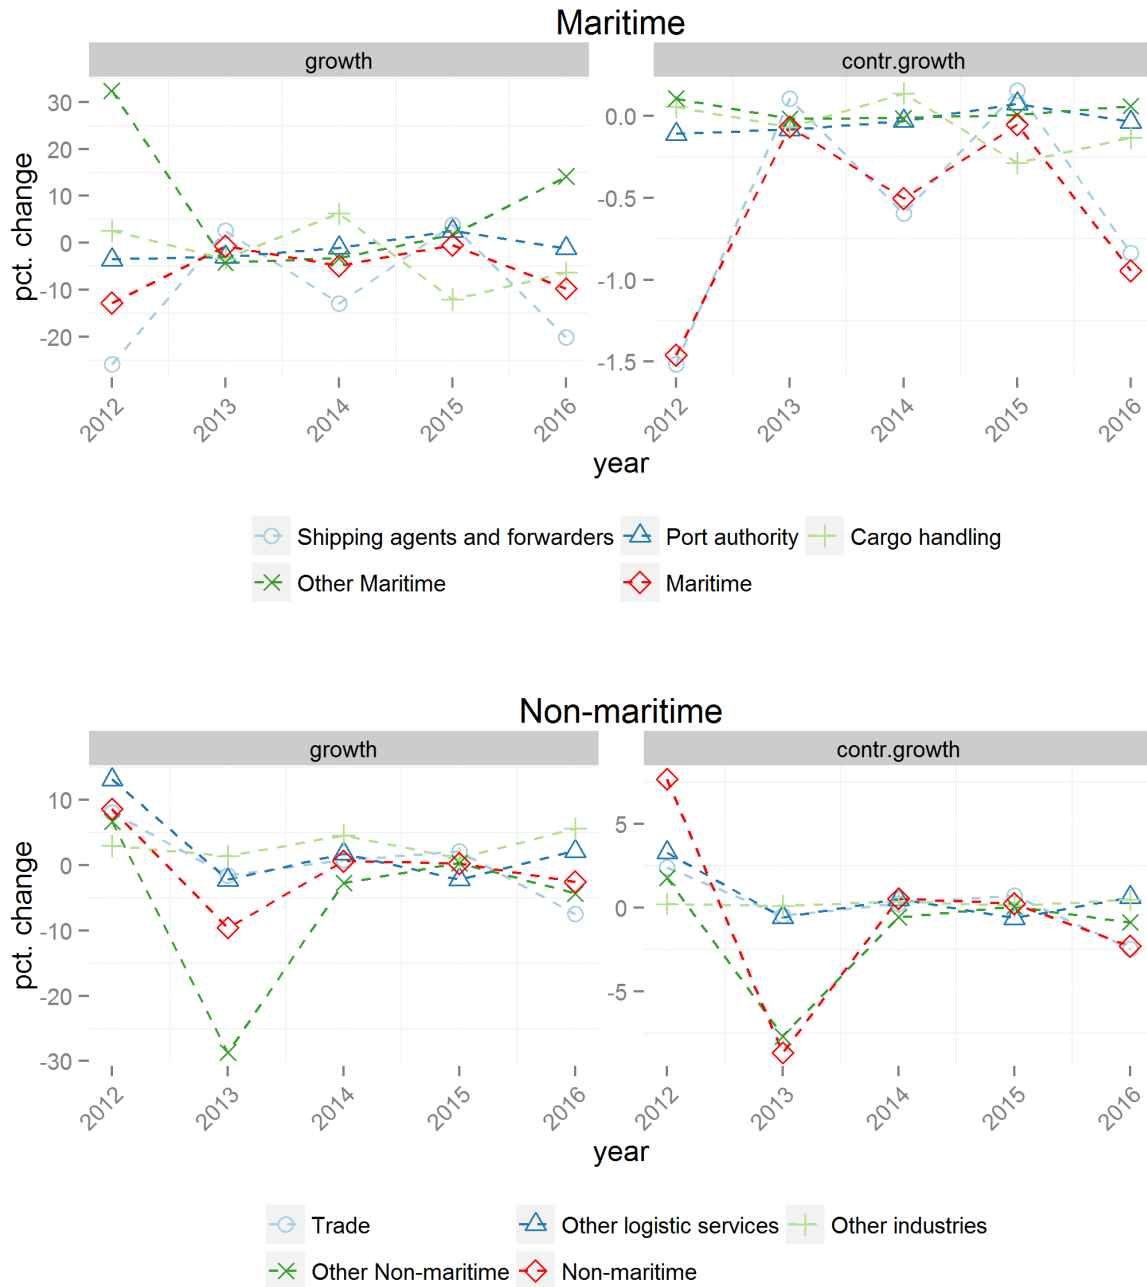 Maritime
growth
contr.growth
pct. change
30
20
10
0
-10
-20
0.0
-0.5
-1.0
-1.5
2012
2013
2014
2015
2016
2012
2013
2014
2015
2016
year
Shipping agents and forwarders
Port authority
Cargo handling
Other Maritime
Maritime
Non-maritime
growth
contr.growth
pct. change
10
0
-10
-20
-30
5
0
-5
2012
2013
2014
2015
2016
2012
2013
2014
2015
2016
year
Trade
Other logistic services
Other industries
Other Non-maritime
Non-maritime